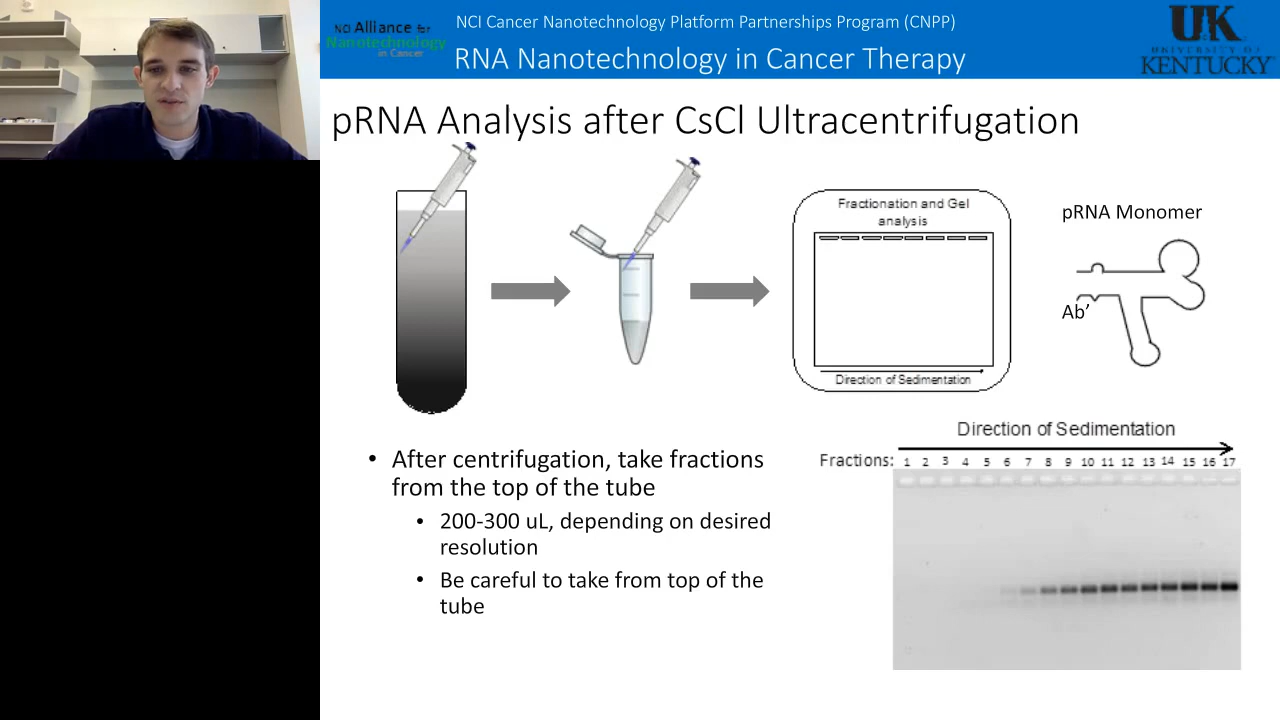 NCI Alliance for
Nanotechnology
in Cancer
NCI Cancer Nanotechnology Platform Partnerships Program (CNPP)
RNA Nanotechnology in Cancer Therapy
UK
UNIVERSITY OF
KENTUCKY
pRNA Analysis after CsCl Ultracentrifugation
Fractionation and Gel
analysis
Direction of Sedimentation
pRNA Monomer
Ab’
• After centrifugation, take fractions
from the top of the tube
• 200-300 uL, depending on desired
resolution
• Be careful to take from top of the
tube
Direction of Sedimentation
Fractions: 1 2 3 4 5 6 7 8 9 10 11 12 13 14 15 16 17